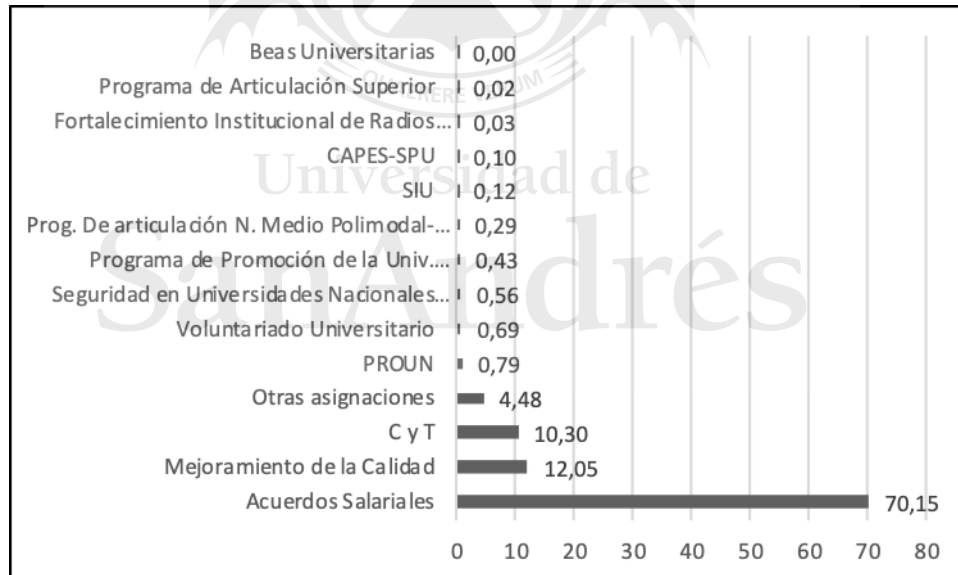 Beas Universitarias 0,00
Programa de Articulación Superior 0,02
Fortalecimiento Institucional de Radios... 0,03
CAPES-SPU 0,10
SIU 0,12
Prog. De articulación N. Medio Polimodal-... 0,29
Programa de Promoción de la Univ.... 0,43
Seguridad en Universidades Nacionales... 0,56
Voluntariado Universitario 0,69
PROUN 0,79
Otras asignaciones 4,48
C y T 10,30
Mejoramiento de la Calidad 12,05
Acuerdos Salariales 70,15
0 10 20 30 40 50 60 70 80
QUAERERE VERUM
Universidad de
SanAndrés